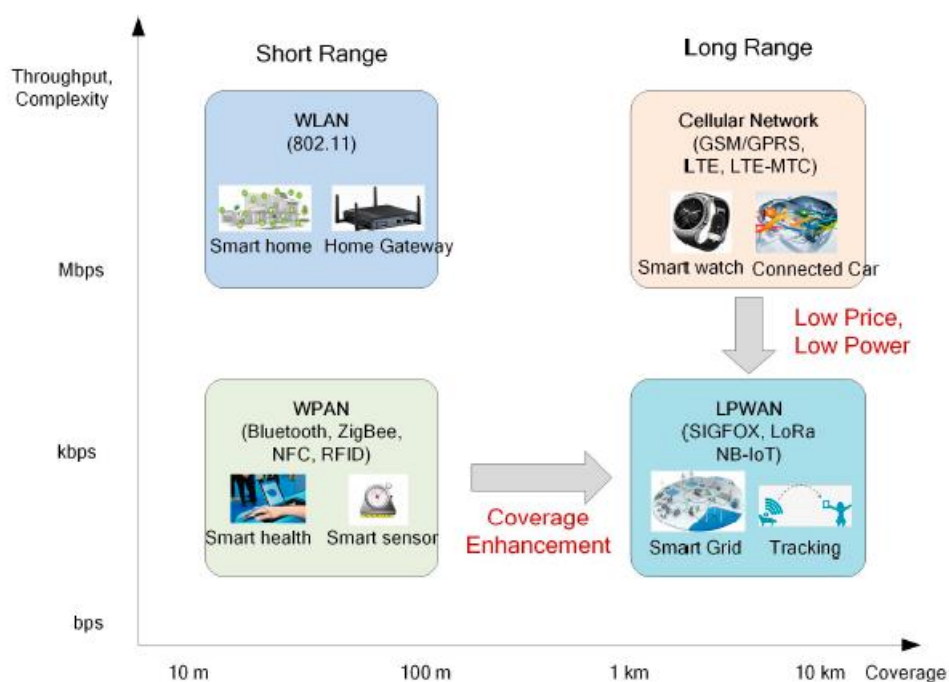 Short Range
Long Range
Throughput,
Complexity
WLAN
(802.11)
Smart home
Home Gateway
Cellular Network
(GSM/GPRS,
LTE, LTE-MTC)
Smart watch
Connected Car
Mbps
Low Price,
Low Power
WPAN
(Bluetooth, ZigBee,
NFC, RFID)
Smart health
Smart sensor
kbps
Coverage
Enhancement
LPWAN
(SIGFOX, LoRa
NB-IoT)
Smart Grid
Tracking
bps
10 m
100 m
1 km
10 km
Coverage